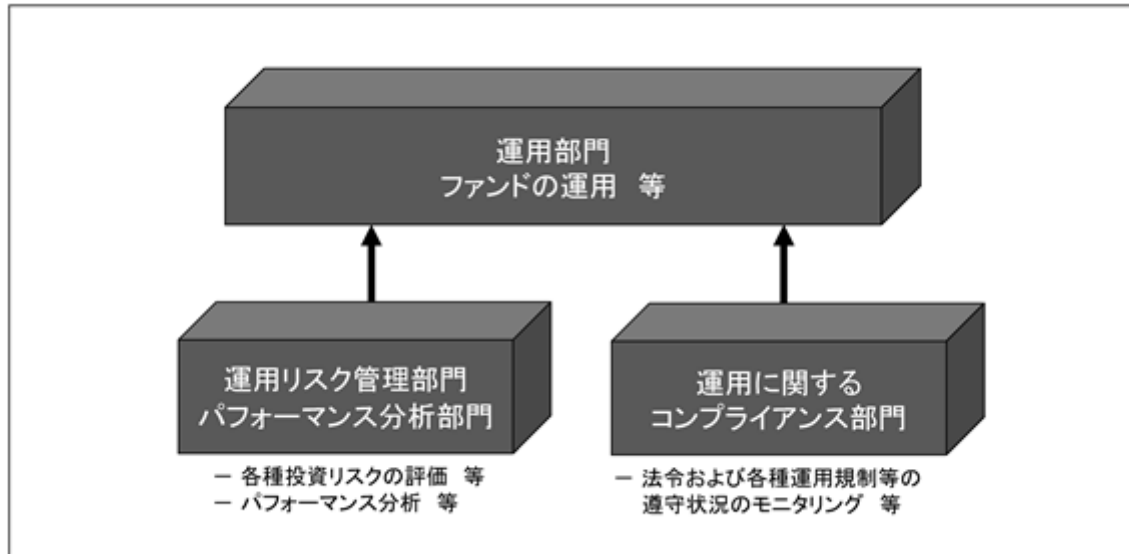 運用部門
ファンドの運用　等
運用リスク管理部門
パフォーマンス分析部門
－ 各種投資リスクの評価　等
－ パフォーマンス分析　等
運用に関する
コンプライアンス部門
－ 法令および各種運用規制等の
遵守状況のモニタリング　等